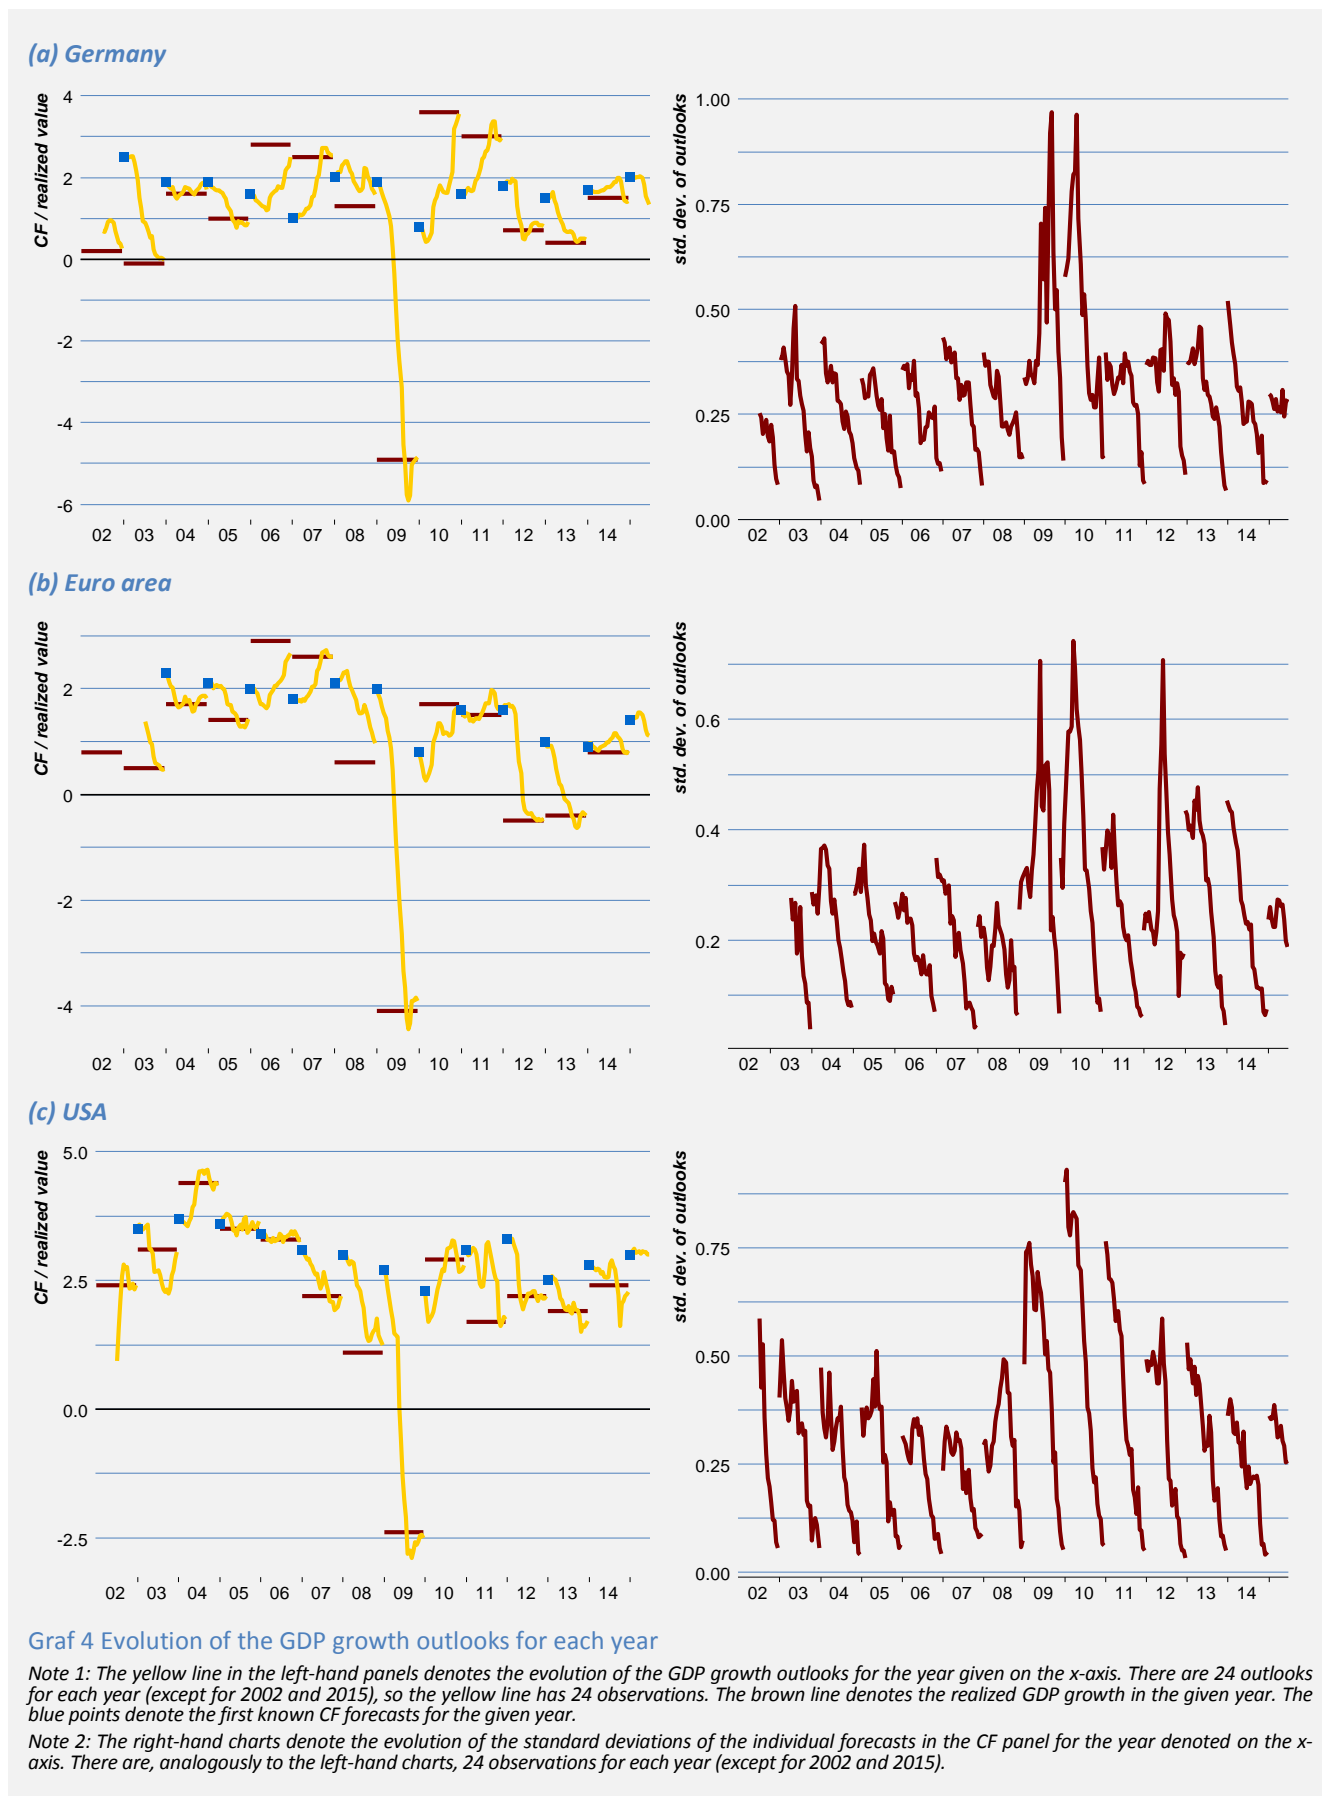 (a) Germany
CF / realized value
4
2
0
-2
-4
-6
02 03 04 05 06 07 08 09 10 11 12 13 14
std. dev. of outlooks
1.00
0.75
0.50
0.25
0.00
02 03 04 05 06 07 08 09 10 11 12 13 14
(b) Euro area
CF / realized value
2
0
-2
-4
02 03 04 05 06 07 08 09 10 11 12 13 14
std. dev. of outlooks
0.6
0.4
0.2
02 03 04 05 06 07 08 09 10 11 12 13 14
(c) USA
CF / realized value
5.0
2.5
0.0
-2.5
02 03 04 05 06 07 08 09 10 11 12 13 14
std. dev. of outlooks
0.75
0.50
0.25
0.00
02 03 04 05 06 07 08 09 10 11 12 13 14
Graf 4 Evolution of the GDP growth outlooks for each year
Note 1: The yellow line in the left-hand panels denotes the evolution of the GDP growth outlooks for the year given on the x-axis. There are 24 outlooks
for each year (except for 2002 and 2015), so the yellow line has 24 observations. The brown line denotes the realized GDP growth in the given year. The
blue points denote the first known CF forecasts for the given year.
Note 2: The right-hand charts denote the evolution of the standard deviations of the individual forecasts in the CF panel for the year denoted on the x-
axis. There are, analogously to the left-hand charts, 24 observations for each year (except for 2002 and 2015).